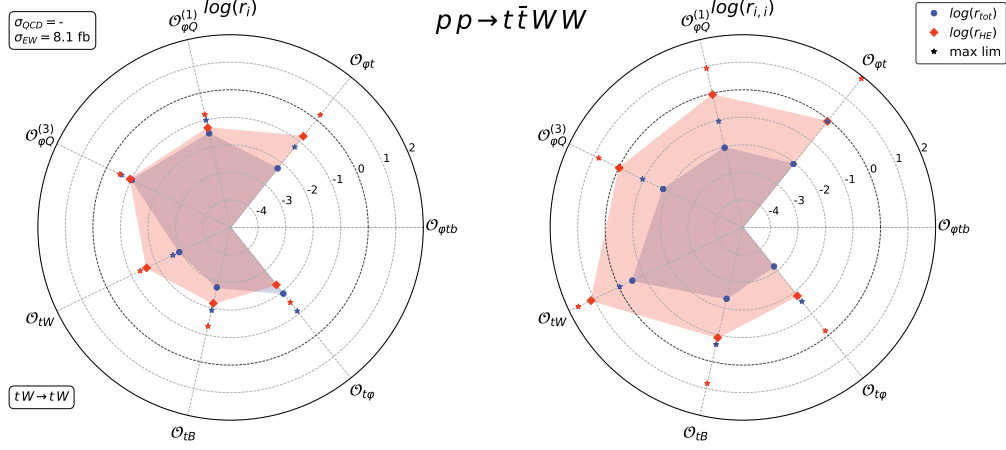 p p → t t̄ W W
log(r_i)
log(r_{i,i})
σ_QCD = -
σ_EW = 8.1 fb
log(r_tot)
log(r_HE)
max lim
𝒪_φQ^(1)
𝒪_φt
𝒪_φQ^(3)
2
1
0
-1
-2
-3
-4
𝒪_φtb
𝒪_tW
𝒪_tφ
𝒪_tB
tW → tW
𝒪_φQ^(1)
𝒪_φt
𝒪_φQ^(3)
2
1
0
-1
-2
-3
-4
𝒪_φtb
𝒪_tW
𝒪_tφ
𝒪_tB